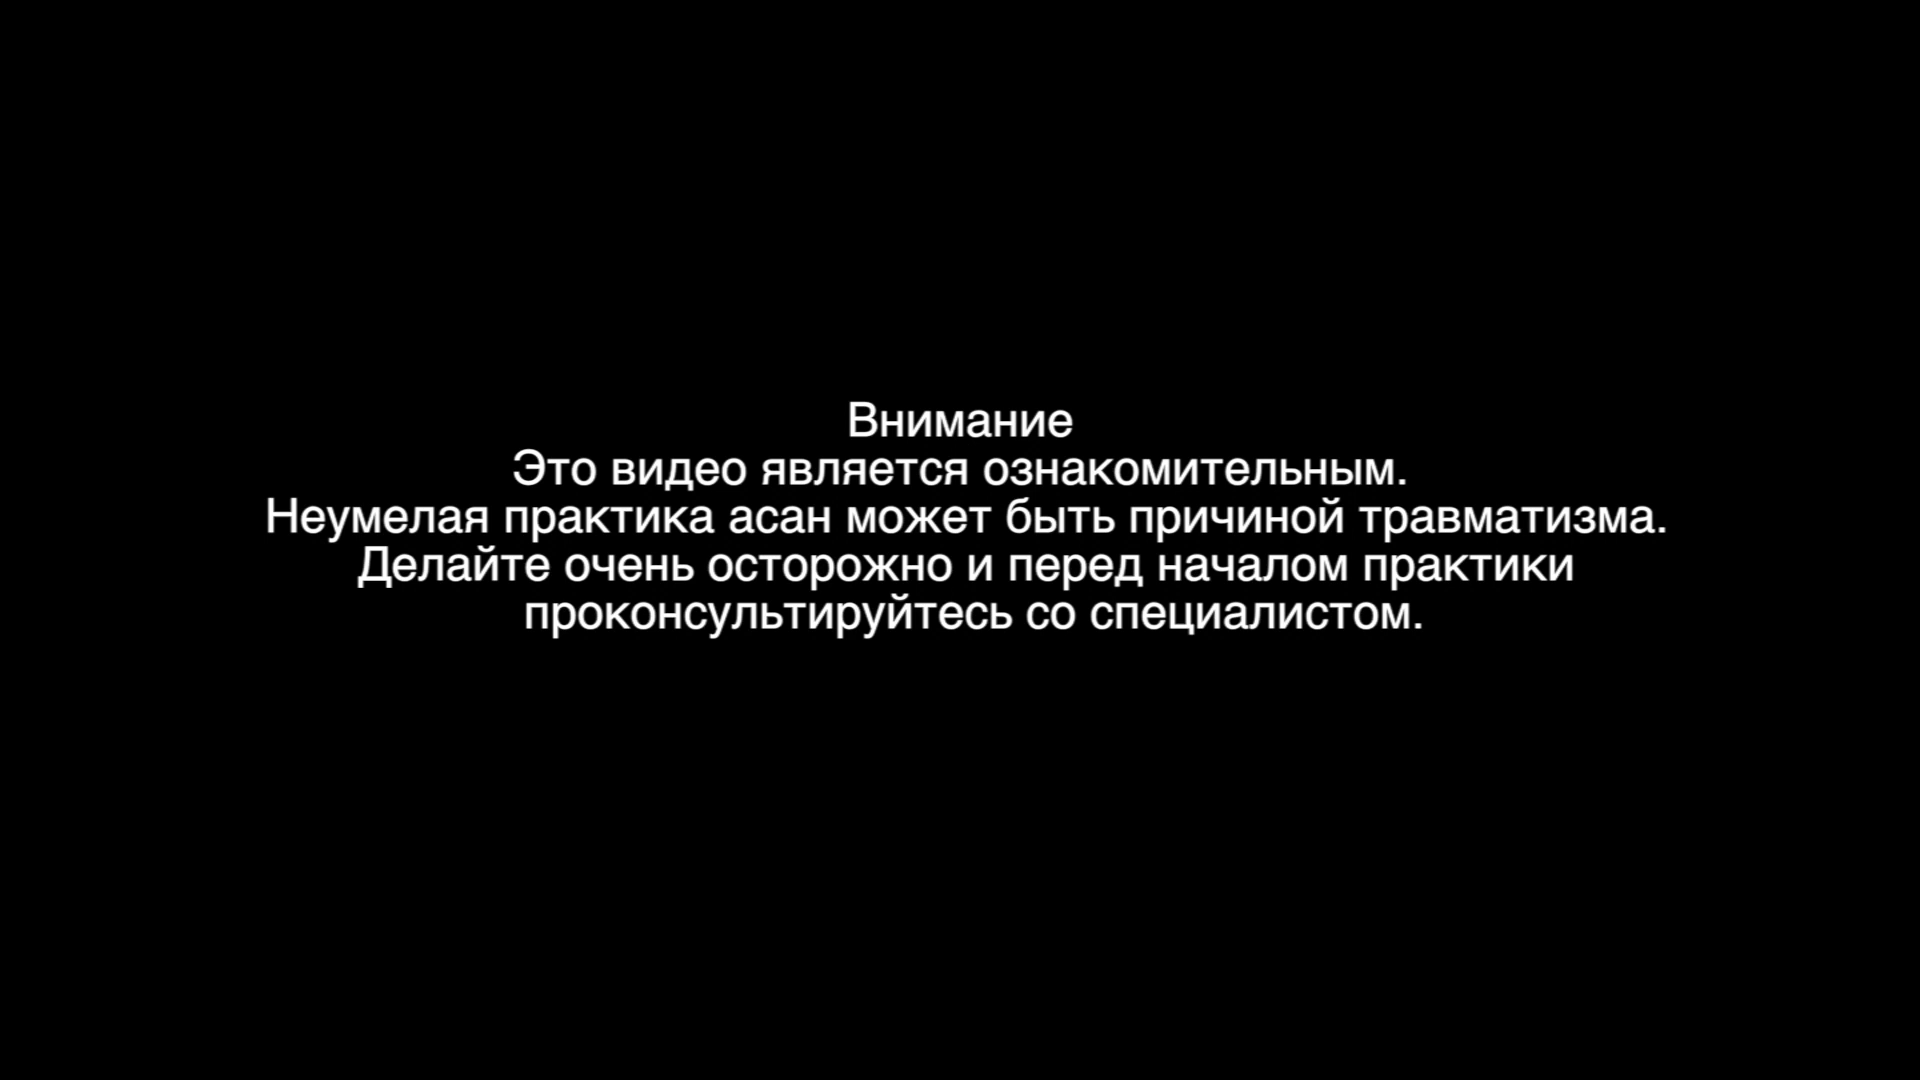 Внимание
Это видео является ознакомительным.
Неумелая практика асан может быть причиной травматизма.
Делайте очень осторожно и перед началом практики
проконсультируйтесь со специалистом.